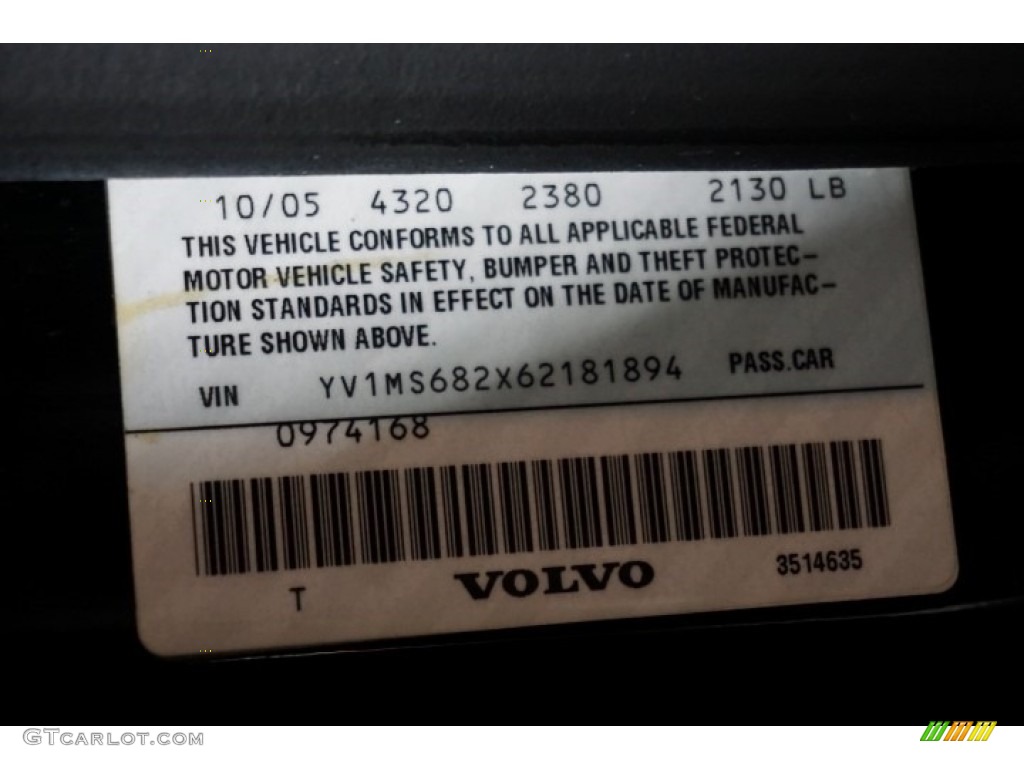 10/05 4320 2380 2130 LB
THIS VEHICLE CONFORMS TO ALL APPLICABLE FEDERAL
MOTOR VEHICLE SAFETY, BUMPER AND THEFT PROTEC–
TION STANDARDS IN EFFECT ON THE DATE OF MANUFAC–
TURE SHOWN ABOVE.
VIN YV1MS682X62181894 PASS.CAR
0974168
T VOLVO 3514635
GTcarlot.com